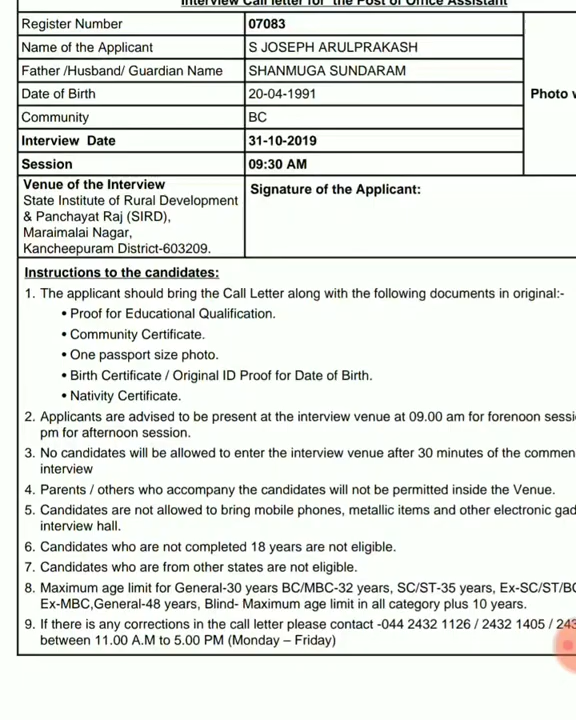 Interview Call letter for the Post of Office Assistant
Register Number 07083
Name of the Applicant S JOSEPH ARULPRAKASH
Father /Husband/ Guardian Name SHANMUGA SUNDARAM
Date of Birth 20-04-1991
Photo
Community BC
Interview Date 31-10-2019
Session 09:30 AM
Venue of the Interview
State Institute of Rural Development
& Panchayat Raj (SIRD),
Maraimalai Nagar,
Kancheepuram District-603209.
Signature of the Applicant:
Instructions to the candidates:
1. The applicant should bring the Call Letter along with the following documents in original:-
• Proof for Educational Qualification.
• Community Certificate.
• One passport size photo.
• Birth Certificate / Original ID Proof for Date of Birth.
• Nativity Certificate.
2. Applicants are advised to be present at the interview venue at 09.00 am for forenoon sessi
pm for afternoon session.
3. No candidates will be allowed to enter the interview venue after 30 minutes of the commen
interview
4. Parents / others who accompany the candidates will not be permitted inside the Venue.
5. Candidates are not allowed to bring mobile phones, metallic items and other electronic gad
interview hall.
6. Candidates who are not completed 18 years are not eligible.
7. Candidates who are from other states are not eligible.
8. Maximum age limit for General-30 years BC/MBC-32 years, SC/ST-35 years, Ex-SC/ST/BC
Ex-MBC,General-48 years, Blind- Maximum age limit in all category plus 10 years.
9. If there is any corrections in the call letter please contact -044 2432 1126 / 2432 1405 / 243
between 11.00 A.M to 5.00 PM (Monday – Friday)